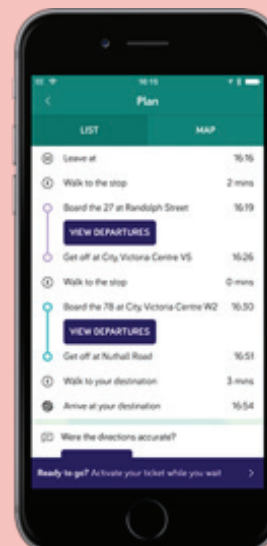 16:15
Plan
LIST MAP
Leave at 16:16
Walk to the stop 2 mins
Board the 27 at Randolph Street 16:19
VIEW DEPARTURES
Get off at City, Victoria Centre V5 16:26
Walk to the stop 0 mins
Board the 78 at City, Victoria Centre W2 16:30
VIEW DEPARTURES
Get off at Nuthall Road 16:51
Walk to your destination 3 mins
Arrive at your destination 16:54
Were the directions accurate?
Ready to go? Activate your ticket while you wait